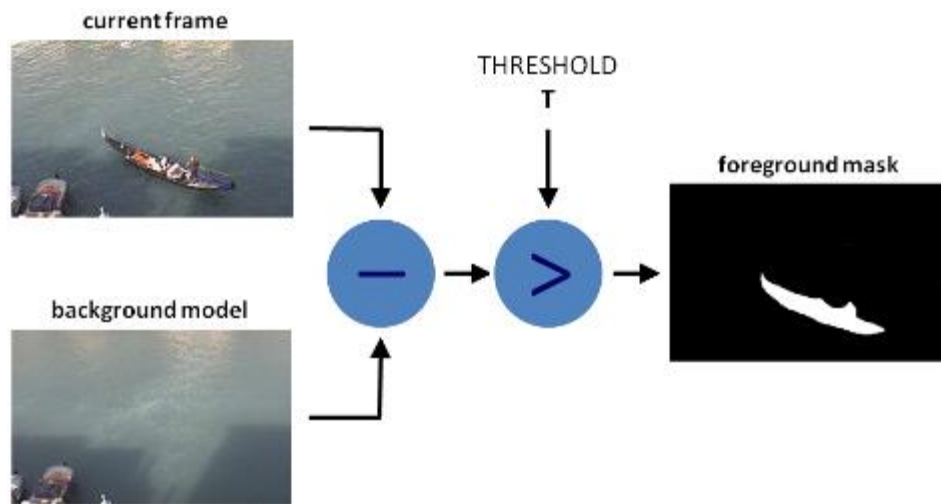 current frame
THRESHOLD
T
foreground mask
−
>
background model